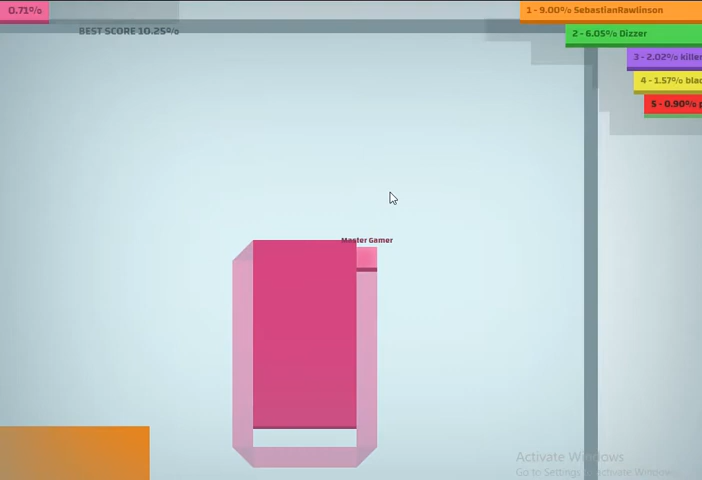 0.71%
BEST SCORE 10.25%
1 - 9.00% SebastianRawlinson
2 - 6.05% Dizzer
3 - 2.02% killer
4 - 1.57% blac
5 - 0.90% p
Master Gamer
Activate Windows
Go to Settings to activate Windows.